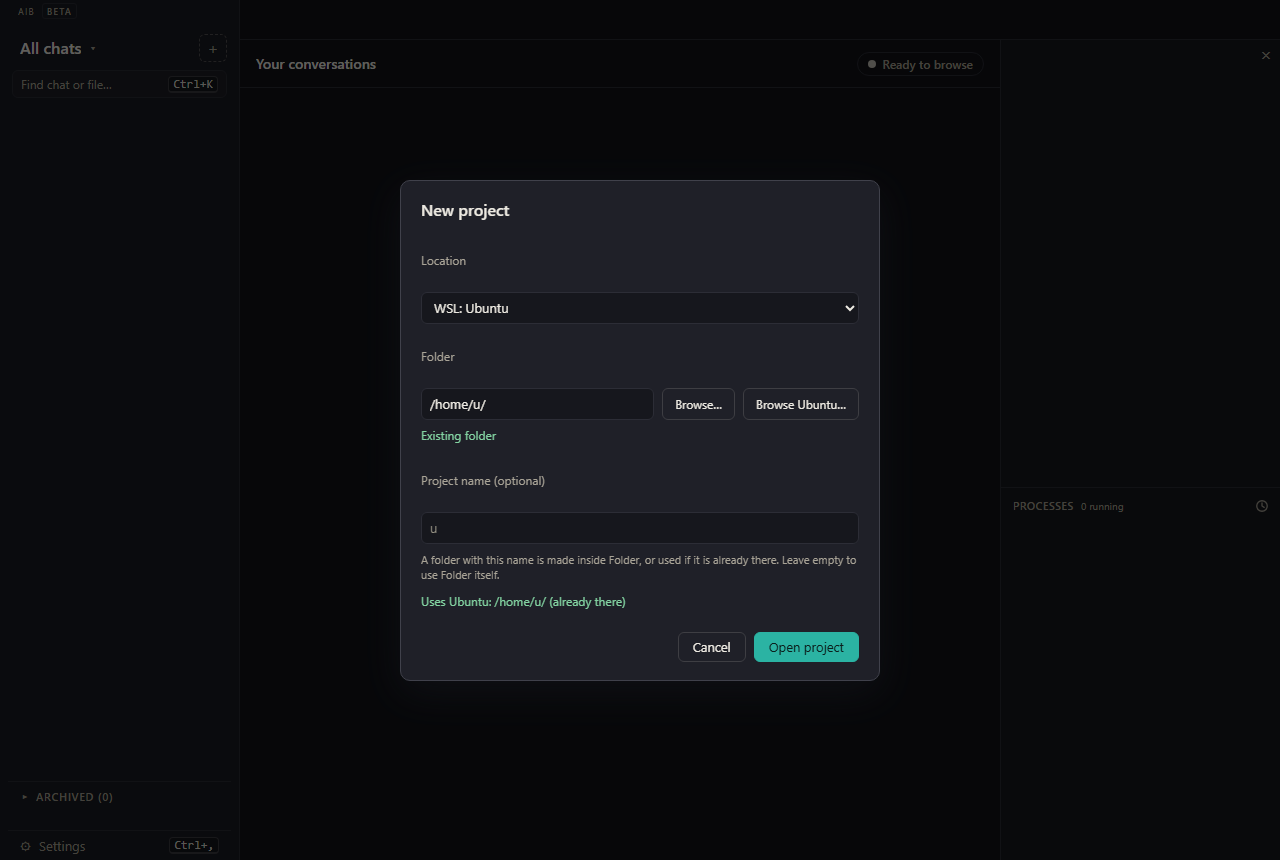 AIB BETA
All chats
+
Find chat or file... Ctrl+K
Your conversations
Ready to browse
×
New project
Location
WSL: Ubuntu
Folder
/home/u/
Browse...
Browse Ubuntu...
Existing folder
Project name (optional)
u
A folder with this name is made inside Folder, or used if it is already there. Leave empty to
use Folder itself.
Uses Ubuntu: /home/u/ (already there)
Cancel
Open project
PROCESSES 0 running
ARCHIVED (0)
Settings Ctrl+,